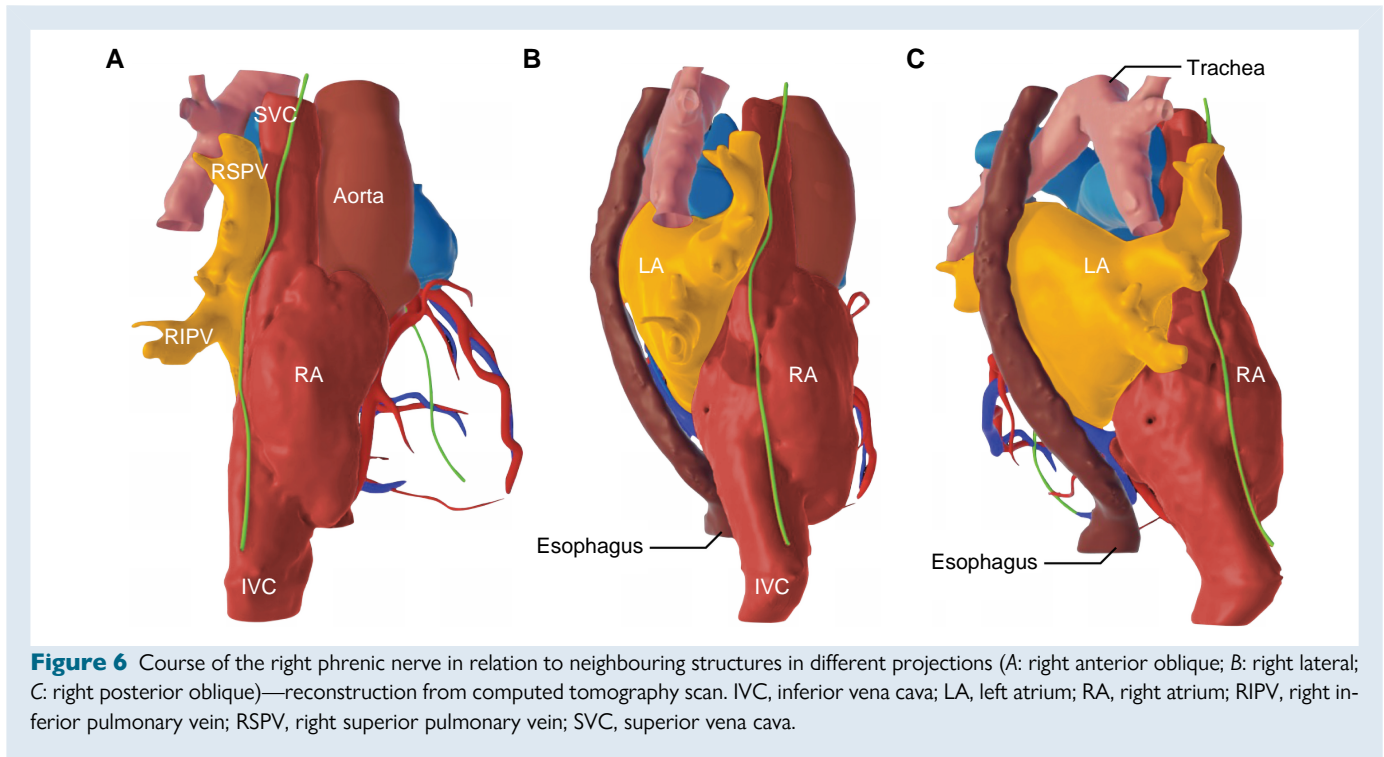 A
B
C
Trachea
SVC
RSPV
Aorta
LA
LA
RIPV
RA
RA
RA
Esophagus
Esophagus
IVC
IVC
Figure 6 Course of the right phrenic nerve in relation to neighbouring structures in different projections (A: right anterior oblique; B: right lateral;
C: right posterior oblique)—reconstruction from computed tomography scan. IVC, inferior vena cava; LA, left atrium; RA, right atrium; RIPV, right in-
ferior pulmonary vein; RSPV, right superior pulmonary vein; SVC, superior vena cava.